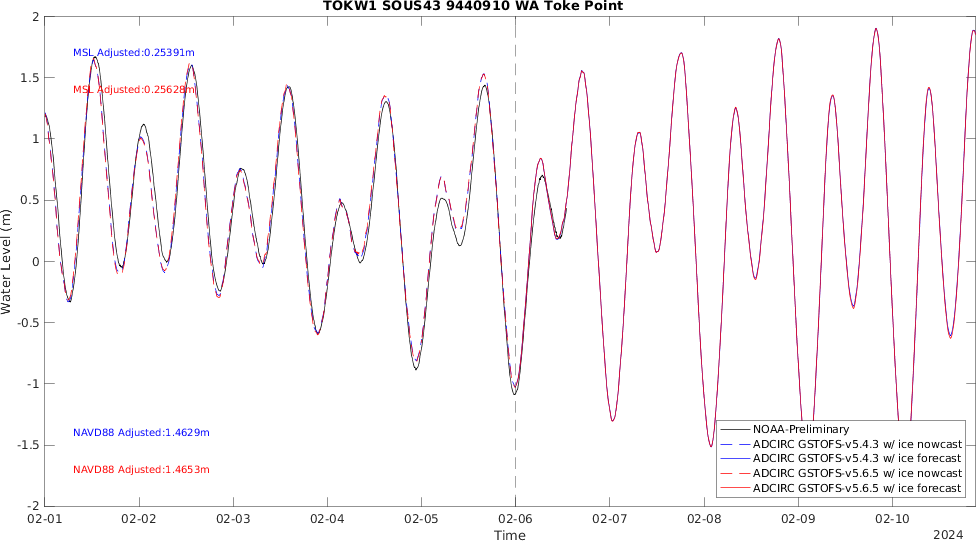 TOKW1 SOUS43 9440910 WA Toke Point
MSL Adjusted:0.25391m
MSL Adjusted:0.25628m
NAVD88 Adjusted:1.4629m
NAVD88 Adjusted:1.4653m
Water Level (m)
2
1.5
1
0.5
0
-0.5
-1
-1.5
-2
NOAA-Preliminary
ADCIRC GSTOFS-v5.4.3 w/ ice nowcast
ADCIRC GSTOFS-v5.4.3 w/ ice forecast
ADCIRC GSTOFS-v5.6.5 w/ ice nowcast
ADCIRC GSTOFS-v5.6.5 w/ ice forecast
02-01 02-02 02-03 02-04 02-05 02-06 02-07 02-08 02-09 02-10
Time
2024